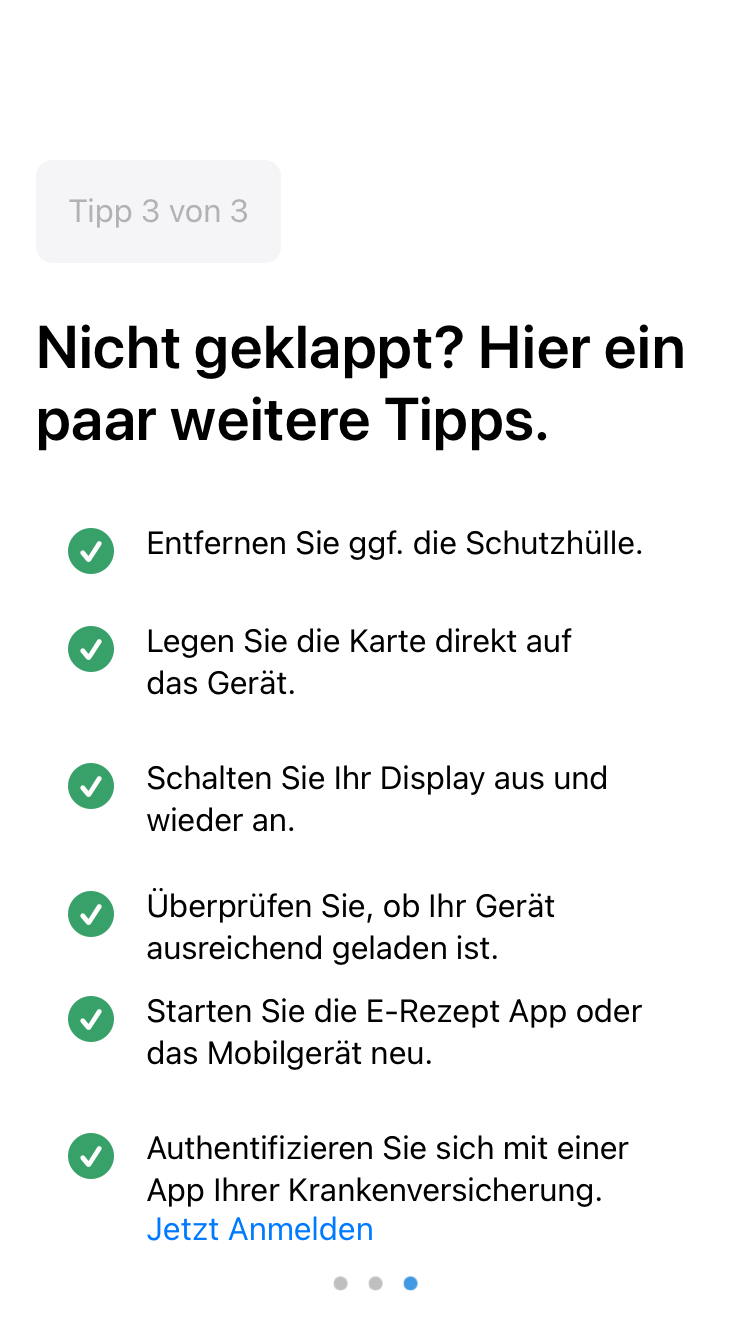 Tipp 3 von 3
Nicht geklappt? Hier ein
paar weitere Tipps.
Entfernen Sie ggf. die Schutzhülle.
Legen Sie die Karte direkt auf
das Gerät.
Schalten Sie Ihr Display aus und
wieder an.
Überprüfen Sie, ob Ihr Gerät
ausreichend geladen ist.
Starten Sie die E-Rezept App oder
das Mobilgerät neu.
Authentifizieren Sie sich mit einer
App Ihrer Krankenversicherung.
Jetzt Anmelden